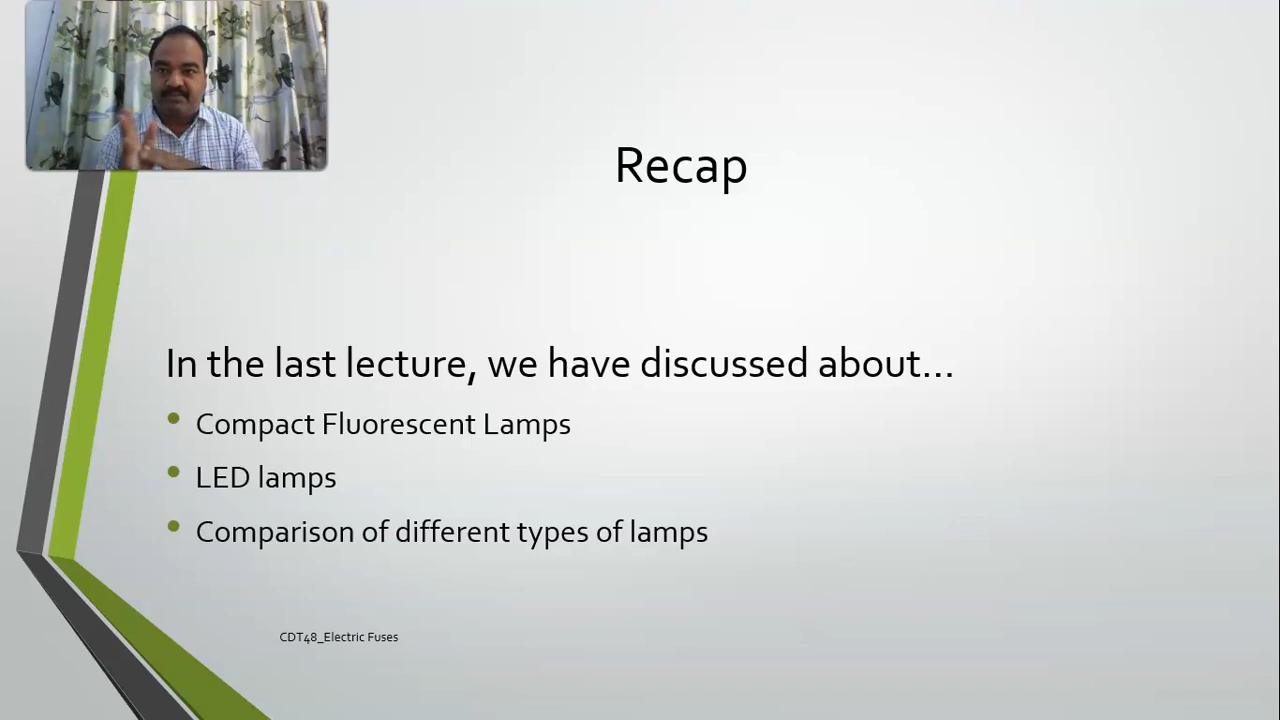 Recap
In the last lecture, we have discussed about...
Compact Fluorescent Lamps
LED lamps
Comparison of different types of lamps
CDT48_Electric Fuses